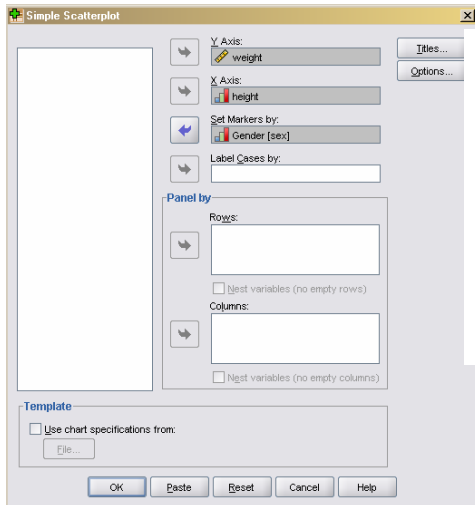 Simple Scatterplot
Y Axis:
weight
Titles...
X Axis:
height
Options...
Set Markers by:
Gender [sex]
Label Cases by:
Panel by
Rows:
Nest variables (no empty rows)
Columns:
Nest variables (no empty columns)
Template
Use chart specifications from:
File...
OK Paste Reset Cancel Help